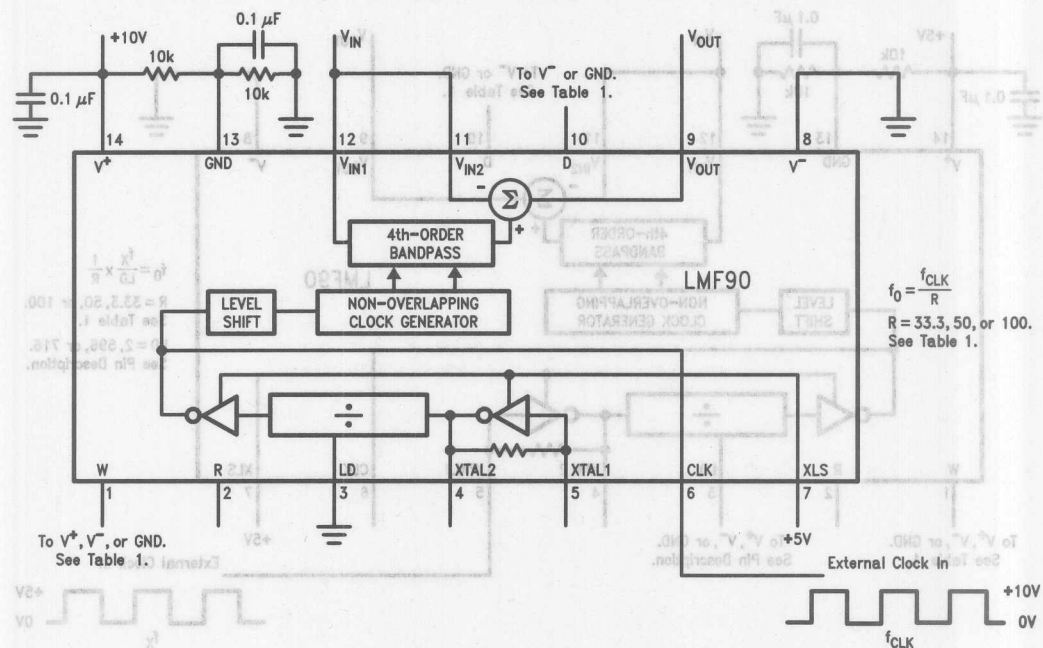 0.1 μF
+10V
10k
10k
0.1 μF
V_IN
V_OUT
To V⁻ or GND.
See Table 1.
14
13
12
11
10
9
8
V⁺
GND
V_IN1
V_IN2
D
V_OUT
V⁻
-
Σ
+
4th-ORDER
BANDPASS
LMF90
LEVEL
SHIFT
NON-OVERLAPPING
CLOCK GENERATOR
f₀ = f_CLK / R
R = 33.3, 50, or 100.
See Table 1.
÷
W
R
LD
XTAL2
XTAL1
CLK
XLS
1
2
3
4
5
6
7
To V⁺, V⁻, or GND.
See Table 1.
+5V
External Clock In
+10V
0V
f_CLK